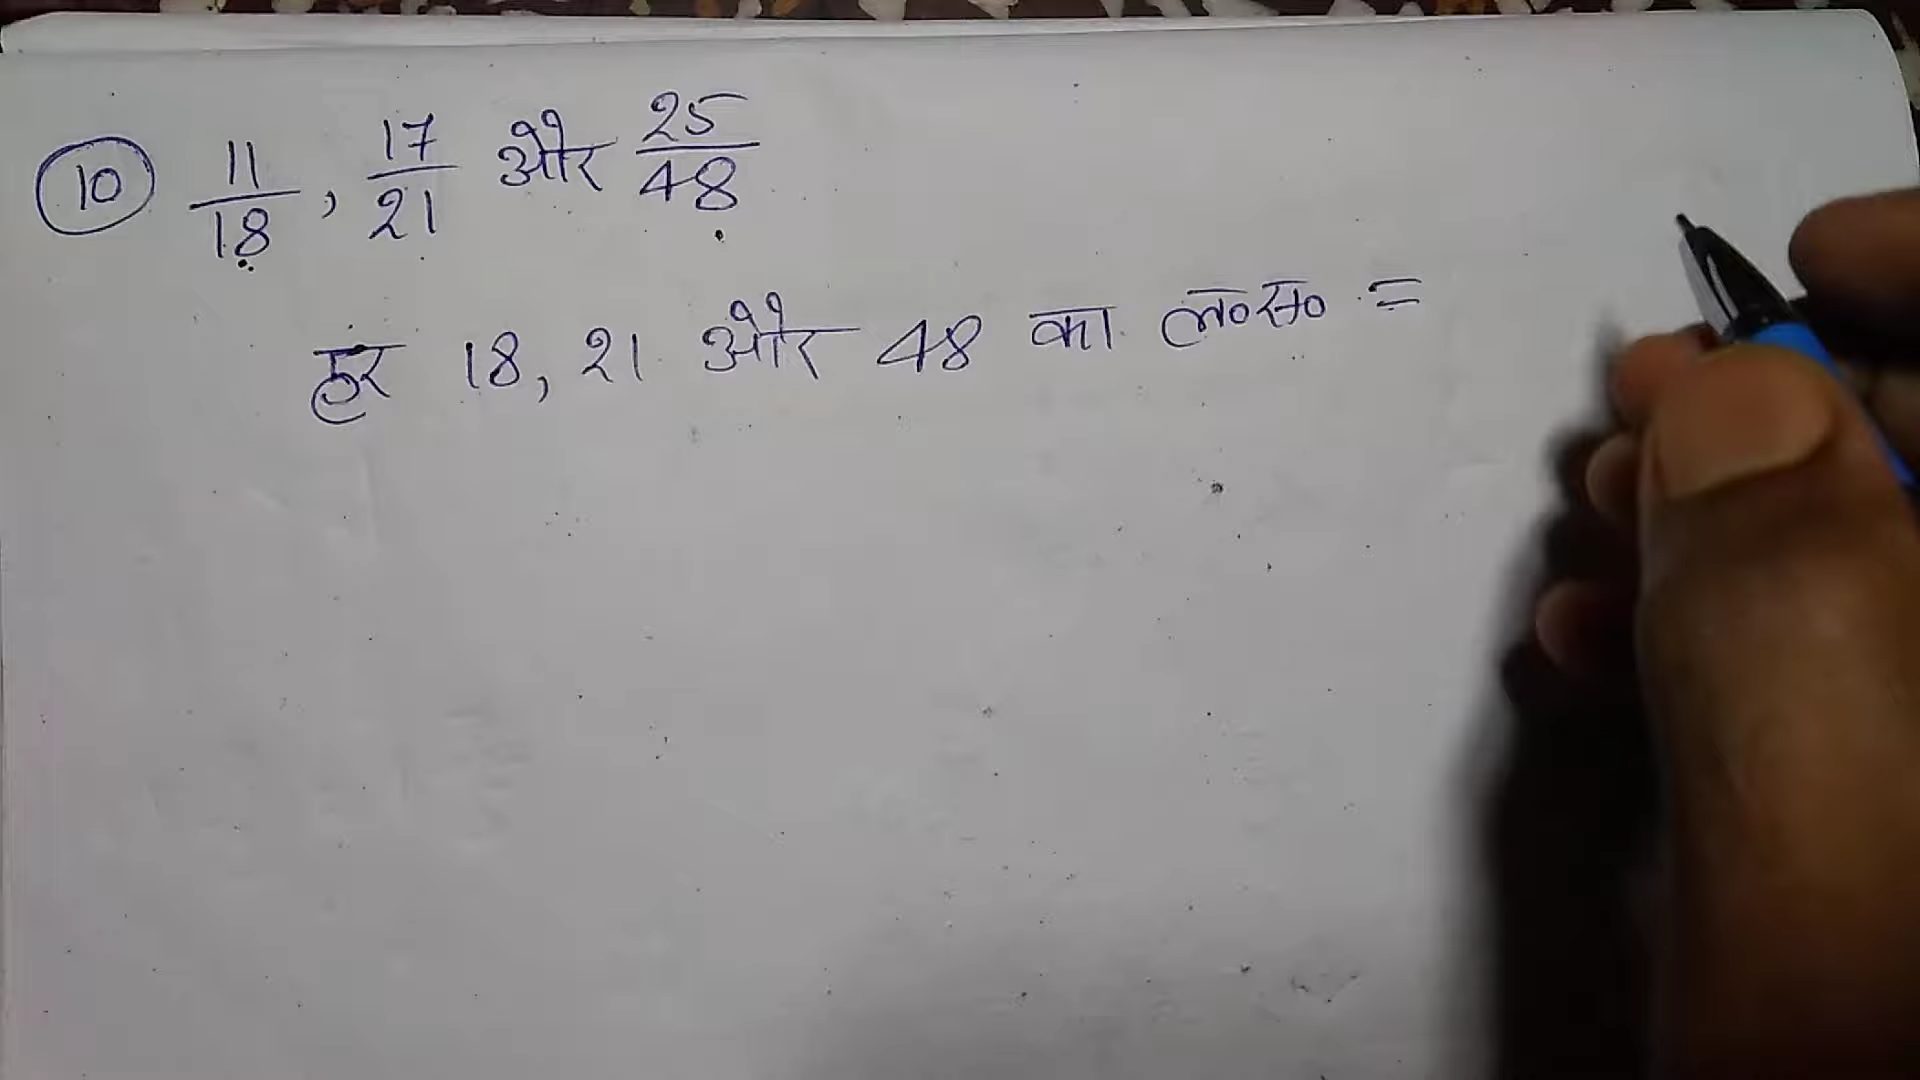 10 11/18, 17/21 और 25/48
हर 18, 21 और 48 का ल०स० =